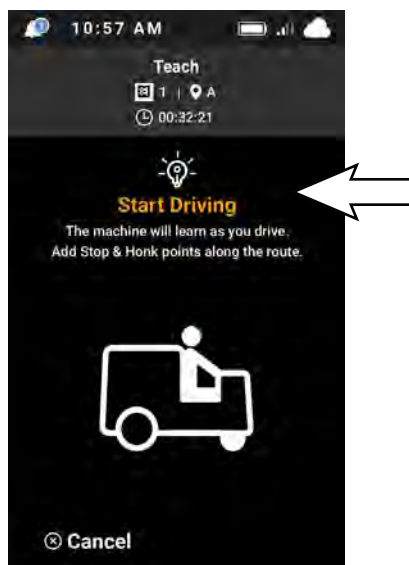 10:57 AM
Teach
1 | A
00:32:21
Start Driving
The machine will learn as you drive.
Add Stop & Honk points along the route.
Cancel